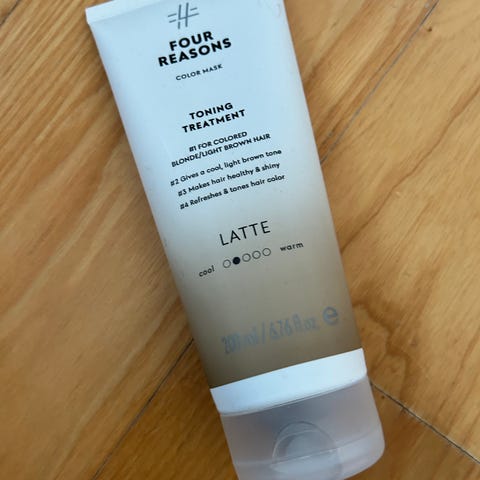 FOUR
REASONS
COLOR MASK
TONING
TREATMENT
#1 FOR COLORED
BLONDE/LIGHT BROWN HAIR
#2 Gives a cool, light brown tone
#3 Makes hair healthy & shiny
#4 Refreshes & tones hair color
LATTE
cool warm
200 ml / 6.76 fl.oz. e